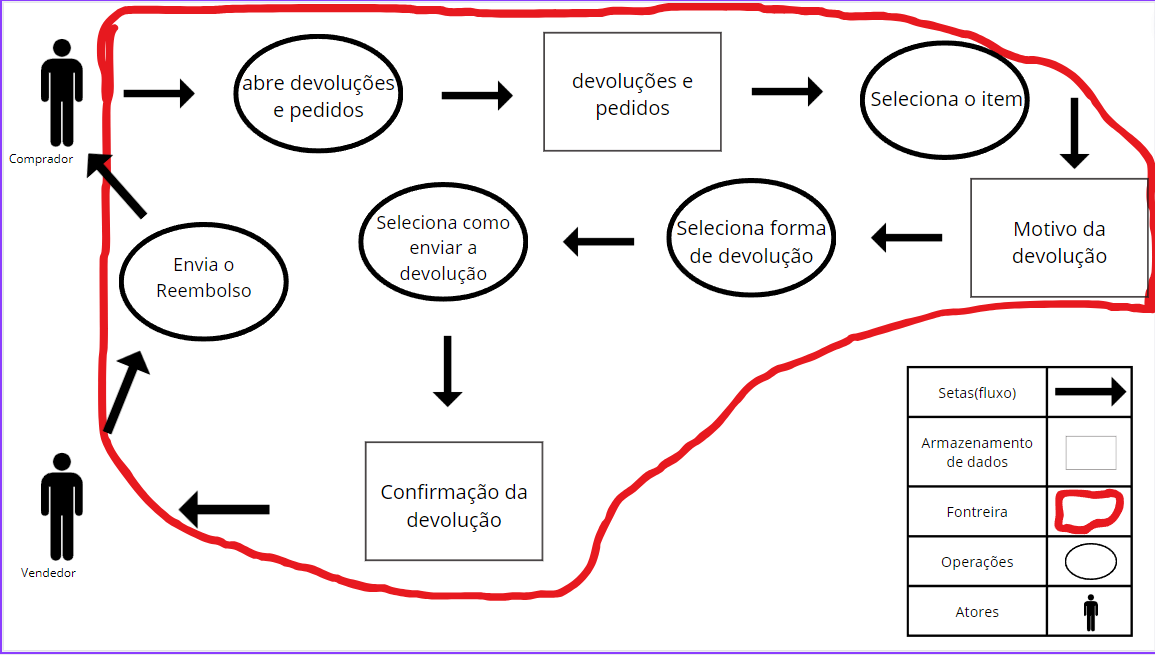 Comprador
abre devoluções
e pedidos
devoluções e
pedidos
Seleciona o item
Motivo da
devolução
Seleciona forma
de devolução
Seleciona como
enviar a
devolução
Confirmação da
devolução
Vendedor
Envia o
Reembolso
Setas(fluxo)
Armazenamento
de dados
Fontreira
Operações
Atores